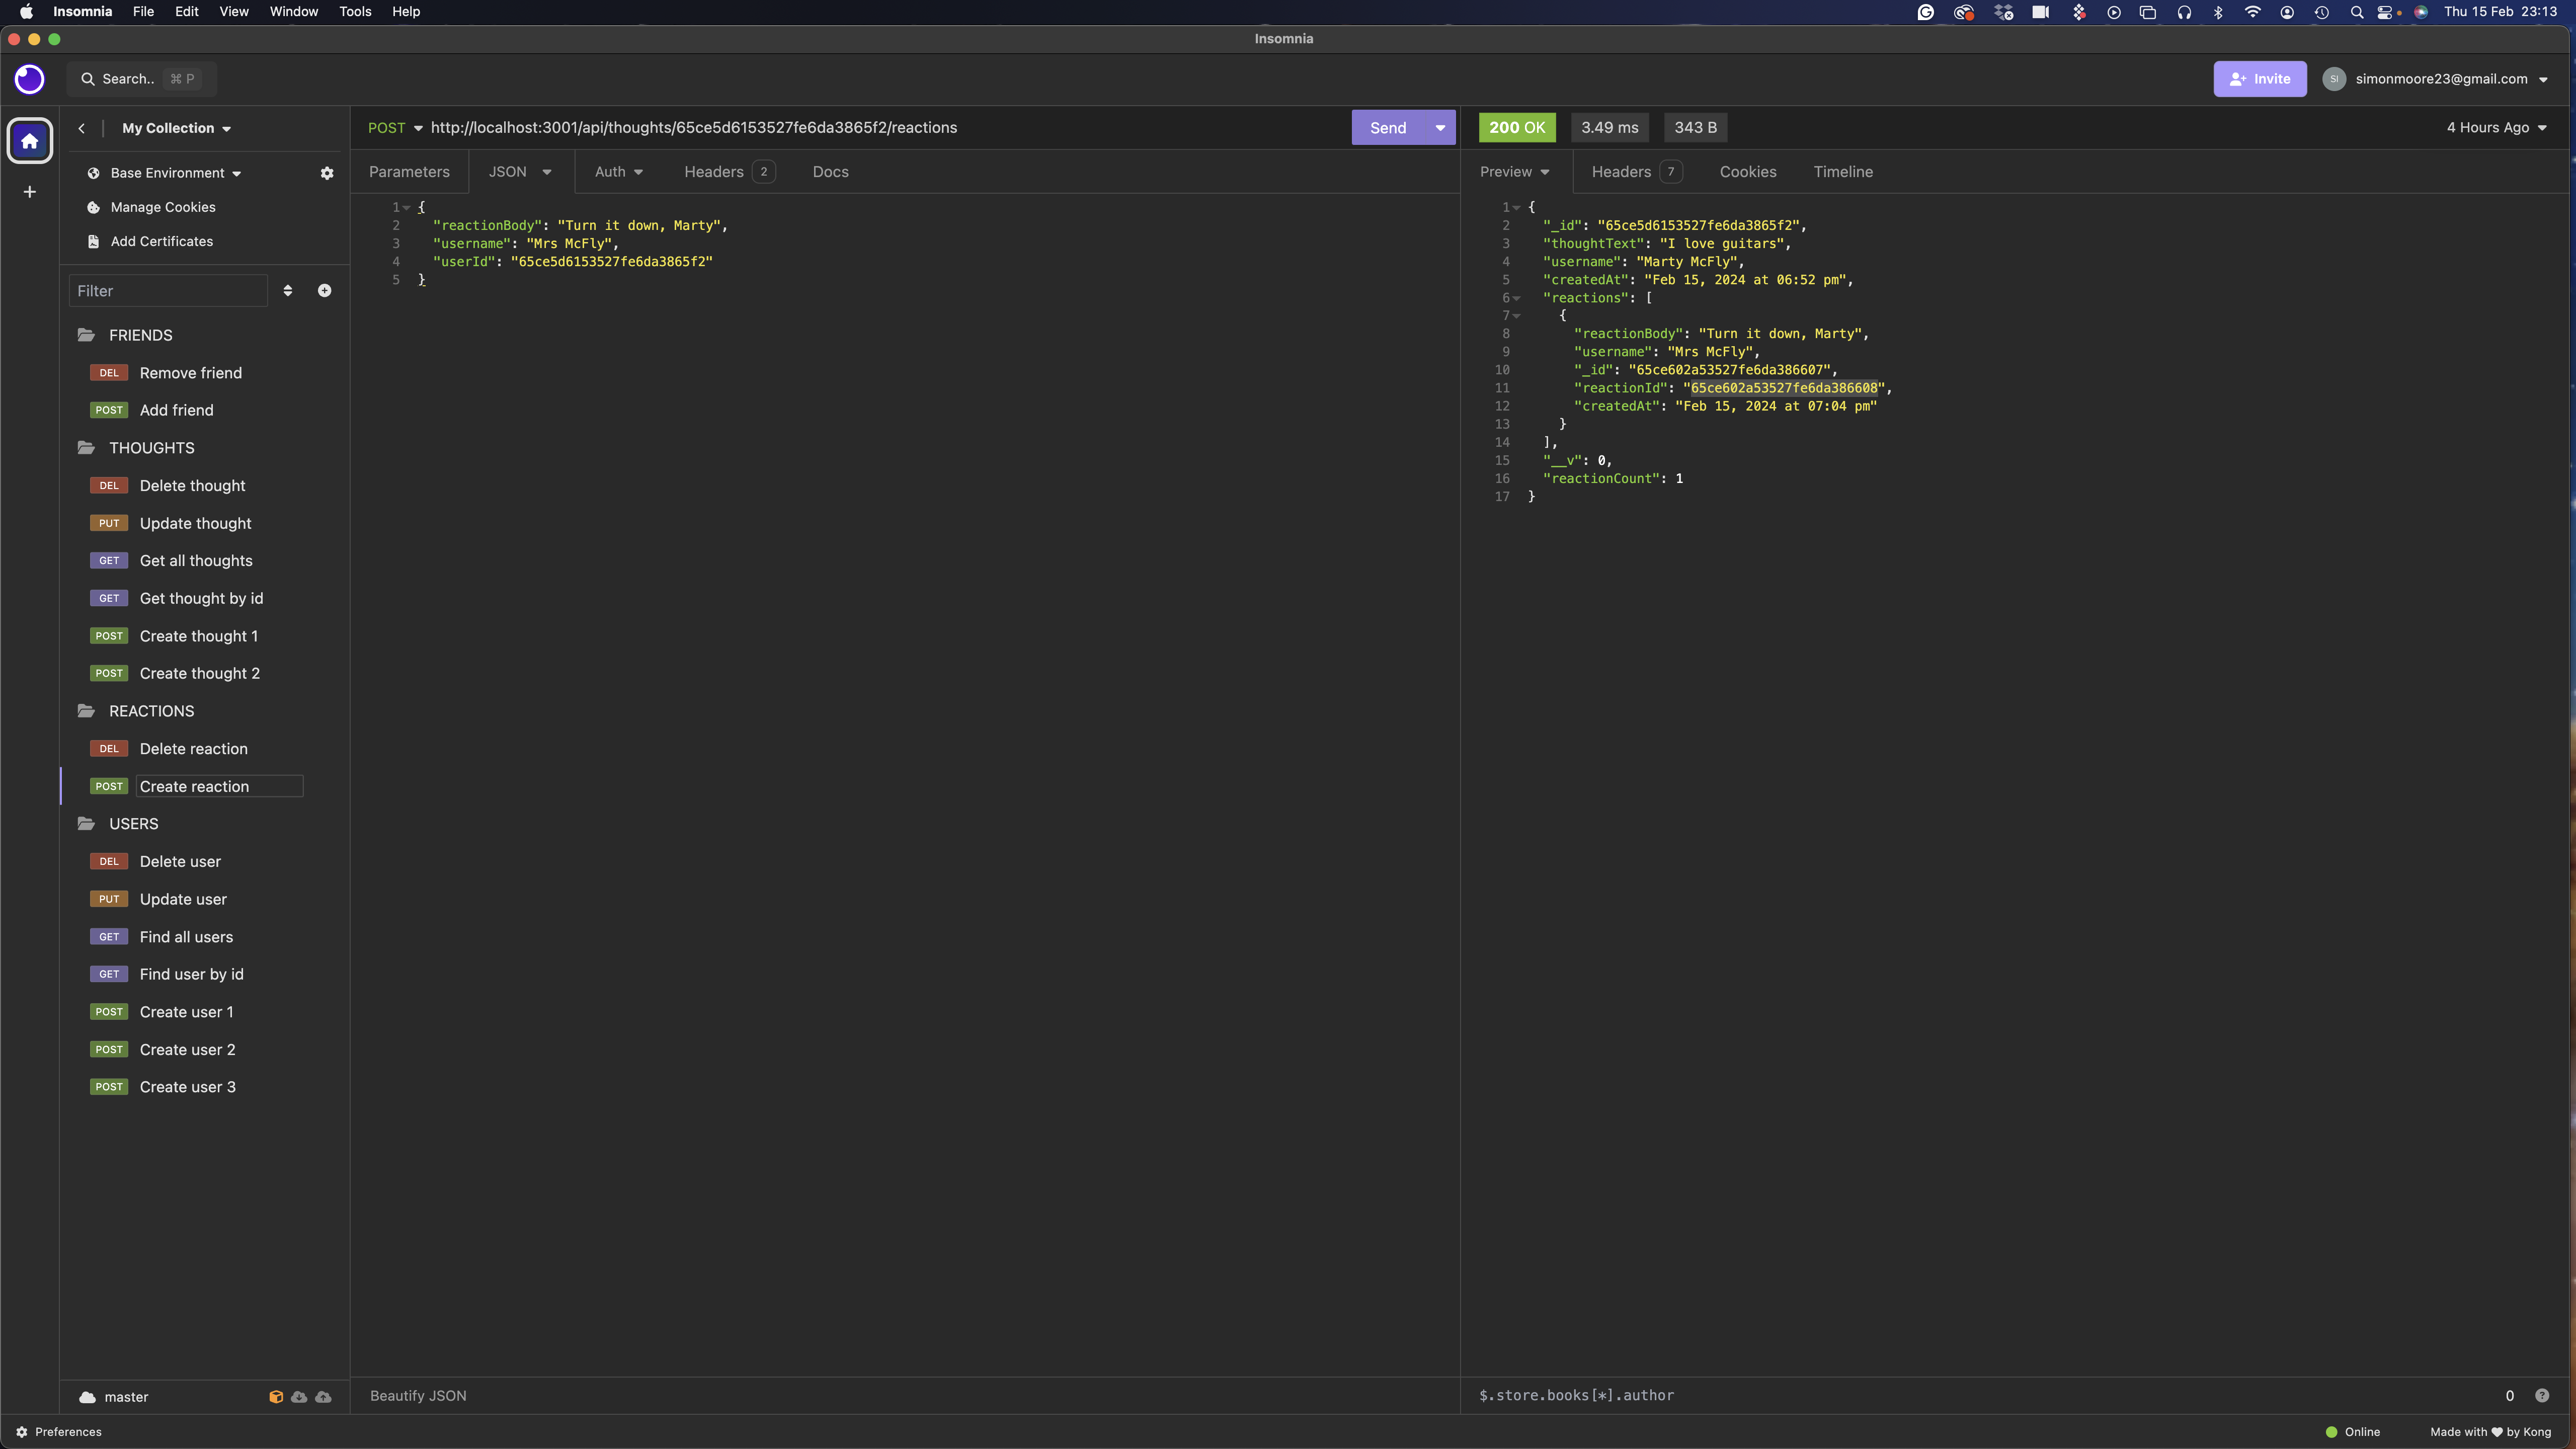 Insomnia File Edit View Window Tools Help Thu 15 Feb 23:13
Insomnia
Search.. ⌘ P Invite SI simonmoore23@gmail.com
My Collection
Base Environment
Manage Cookies
Add Certificates
Filter
FRIENDS
DEL Remove friend
POST Add friend
THOUGHTS
DEL Delete thought
PUT Update thought
GET Get all thoughts
GET Get thought by id
POST Create thought 1
POST Create thought 2
REACTIONS
DEL Delete reaction
POST Create reaction
USERS
DEL Delete user
PUT Update user
GET Find all users
GET Find user by id
POST Create user 1
POST Create user 2
POST Create user 3
master
POST http://localhost:3001/api/thoughts/65ce5d6153527fe6da3865f2/reactions Send
Parameters JSON Auth Headers 2 Docs
1 {
2 "reactionBody": "Turn it down, Marty",
3 "username": "Mrs McFly",
4 "userId": "65ce5d6153527fe6da3865f2"
5 }
Beautify JSON
200 OK 3.49 ms 343 B 4 Hours Ago
Preview Headers 7 Cookies Timeline
1 {
2 "_id": "65ce5d6153527fe6da3865f2",
3 "thoughtText": "I love guitars",
4 "username": "Marty McFly",
5 "createdAt": "Feb 15, 2024 at 06:52 pm",
6 "reactions": [
7 {
8 "reactionBody": "Turn it down, Marty",
9 "username": "Mrs McFly",
10 "_id": "65ce602a53527fe6da386607",
11 "reactionId": "65ce602a53527fe6da386608",
12 "createdAt": "Feb 15, 2024 at 07:04 pm"
13 }
14 ],
15 "__v": 0,
16 "reactionCount": 1
17 }
$.store.books[*].author 0 ?
Preferences Online Made with ♥ by Kong